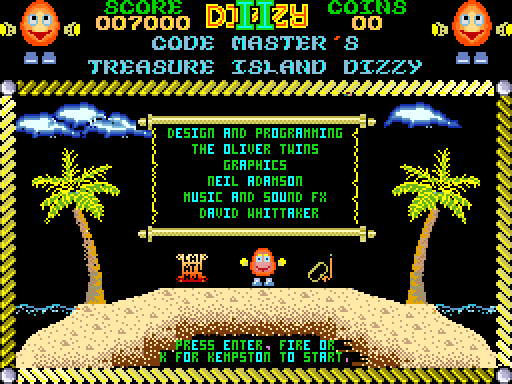 SCORE DIZZY II COINS
007000 00
CODE MASTER'S
TREASURE ISLAND DIZZY
DESIGN AND PROGRAMMING
THE OLIVER TWINS
GRAPHICS
NEIL ADAMSON
MUSIC AND SOUND FX
DAVID WHITTAKER
PRESS ENTER, FIRE OR
K FOR KEMPSTON TO START.